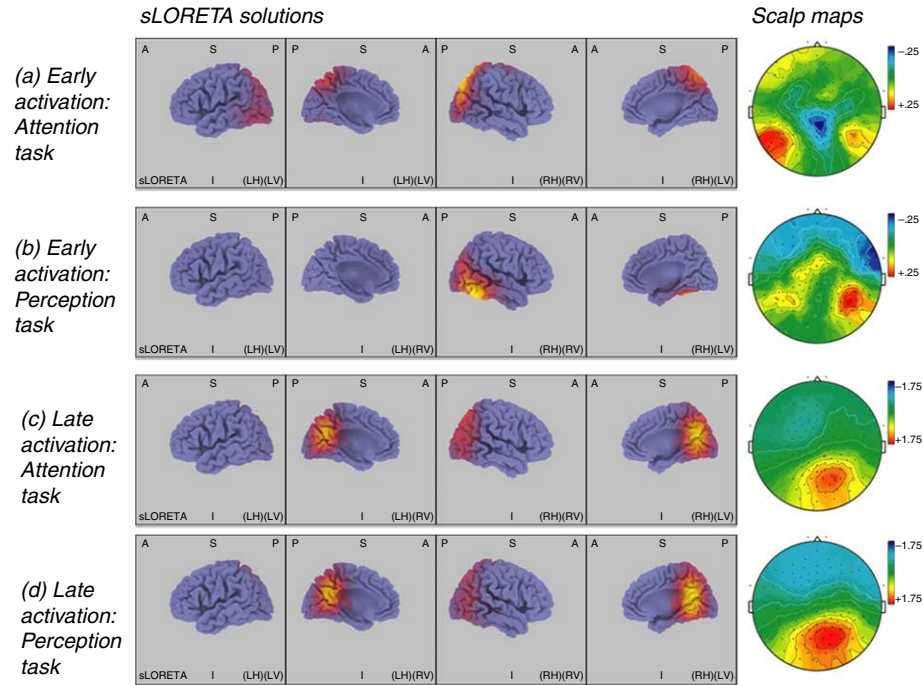 sLORETA solutions
Scalp maps
(a) Early
activation:
Attention
task
A S P P S A P S A A S P
sLORETA I (LH)(LV) I (LH)(LV) I (RH)(RV) I (RH)(LV)
-.25
+.25
(b) Early
activation:
Perception
task
A S P P S A P S A A S P
sLORETA I (LH)(LV) I (LH)(RV) I (RH)(RV) I (RH)(LV)
-.25
+.25
(c) Late
activation:
Attention
task
A S P P S A P S A A S P
sLORETA I (LH)(LV) I (LH)(RV) I (RH)(RV) I (RH)(LV)
-1.75
+1.75
(d) Late
activation:
Perception
task
A S P P S A P S A A S P
sLORETA I (LH)(LV) I (LH)(RV) I (RH)(RV) I (RH)(LV)
-1.75
+1.75